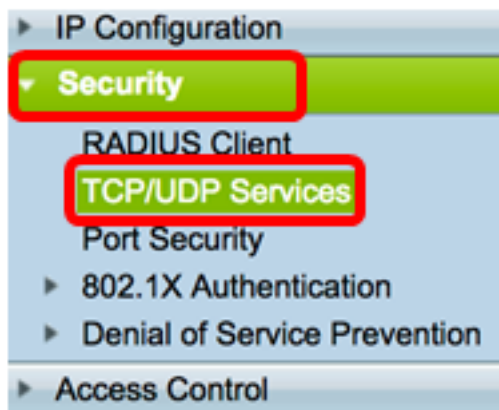 IP Configuration
Security
RADIUS Client
TCP/UDP Services
Port Security
802.1X Authentication
Denial of Service Prevention
Access Control